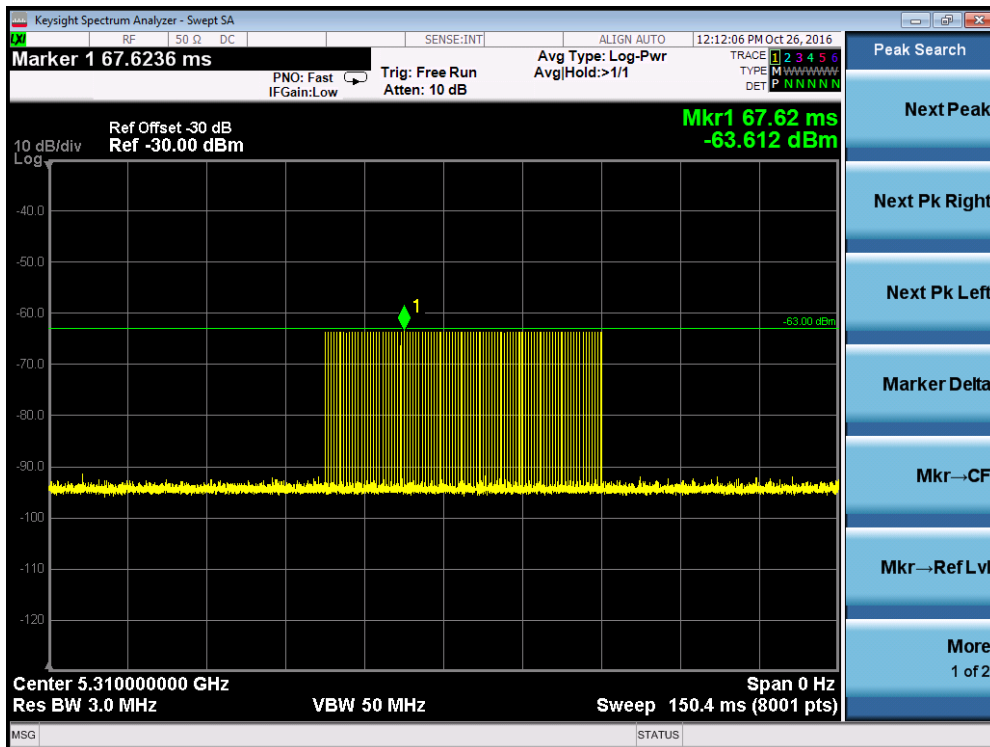 Keysight Spectrum Analyzer - Swept SA
LXI RF 50 Ω DC SENSE:INT ALIGN AUTO 12:12:06 PM Oct 26, 2016
Marker 1 67.6236 ms
PNO: Fast
IFGain:Low
Trig: Free Run
Atten: 10 dB
Avg Type: Log-Pwr
Avg|Hold:>1/1
TRACE 1 2 3 4 5 6
TYPE M WWWWW
DET P N N N N N
Peak Search
Mkr1 67.62 ms
-63.612 dBm
Ref Offset -30 dB
10 dB/div Ref -30.00 dBm
Log
-40.0
-50.0
-60.0
-70.0
-80.0
-90.0
-100
-110
-120
1
-63.00 dBm
Center 5.310000000 GHz Span 0 Hz
Res BW 3.0 MHz VBW 50 MHz Sweep 150.4 ms (8001 pts)
Next Peak
Next Pk Right
Next Pk Left
Marker Delta
Mkr→CF
Mkr→Ref Lvl
More
1 of 2
MSG STATUS